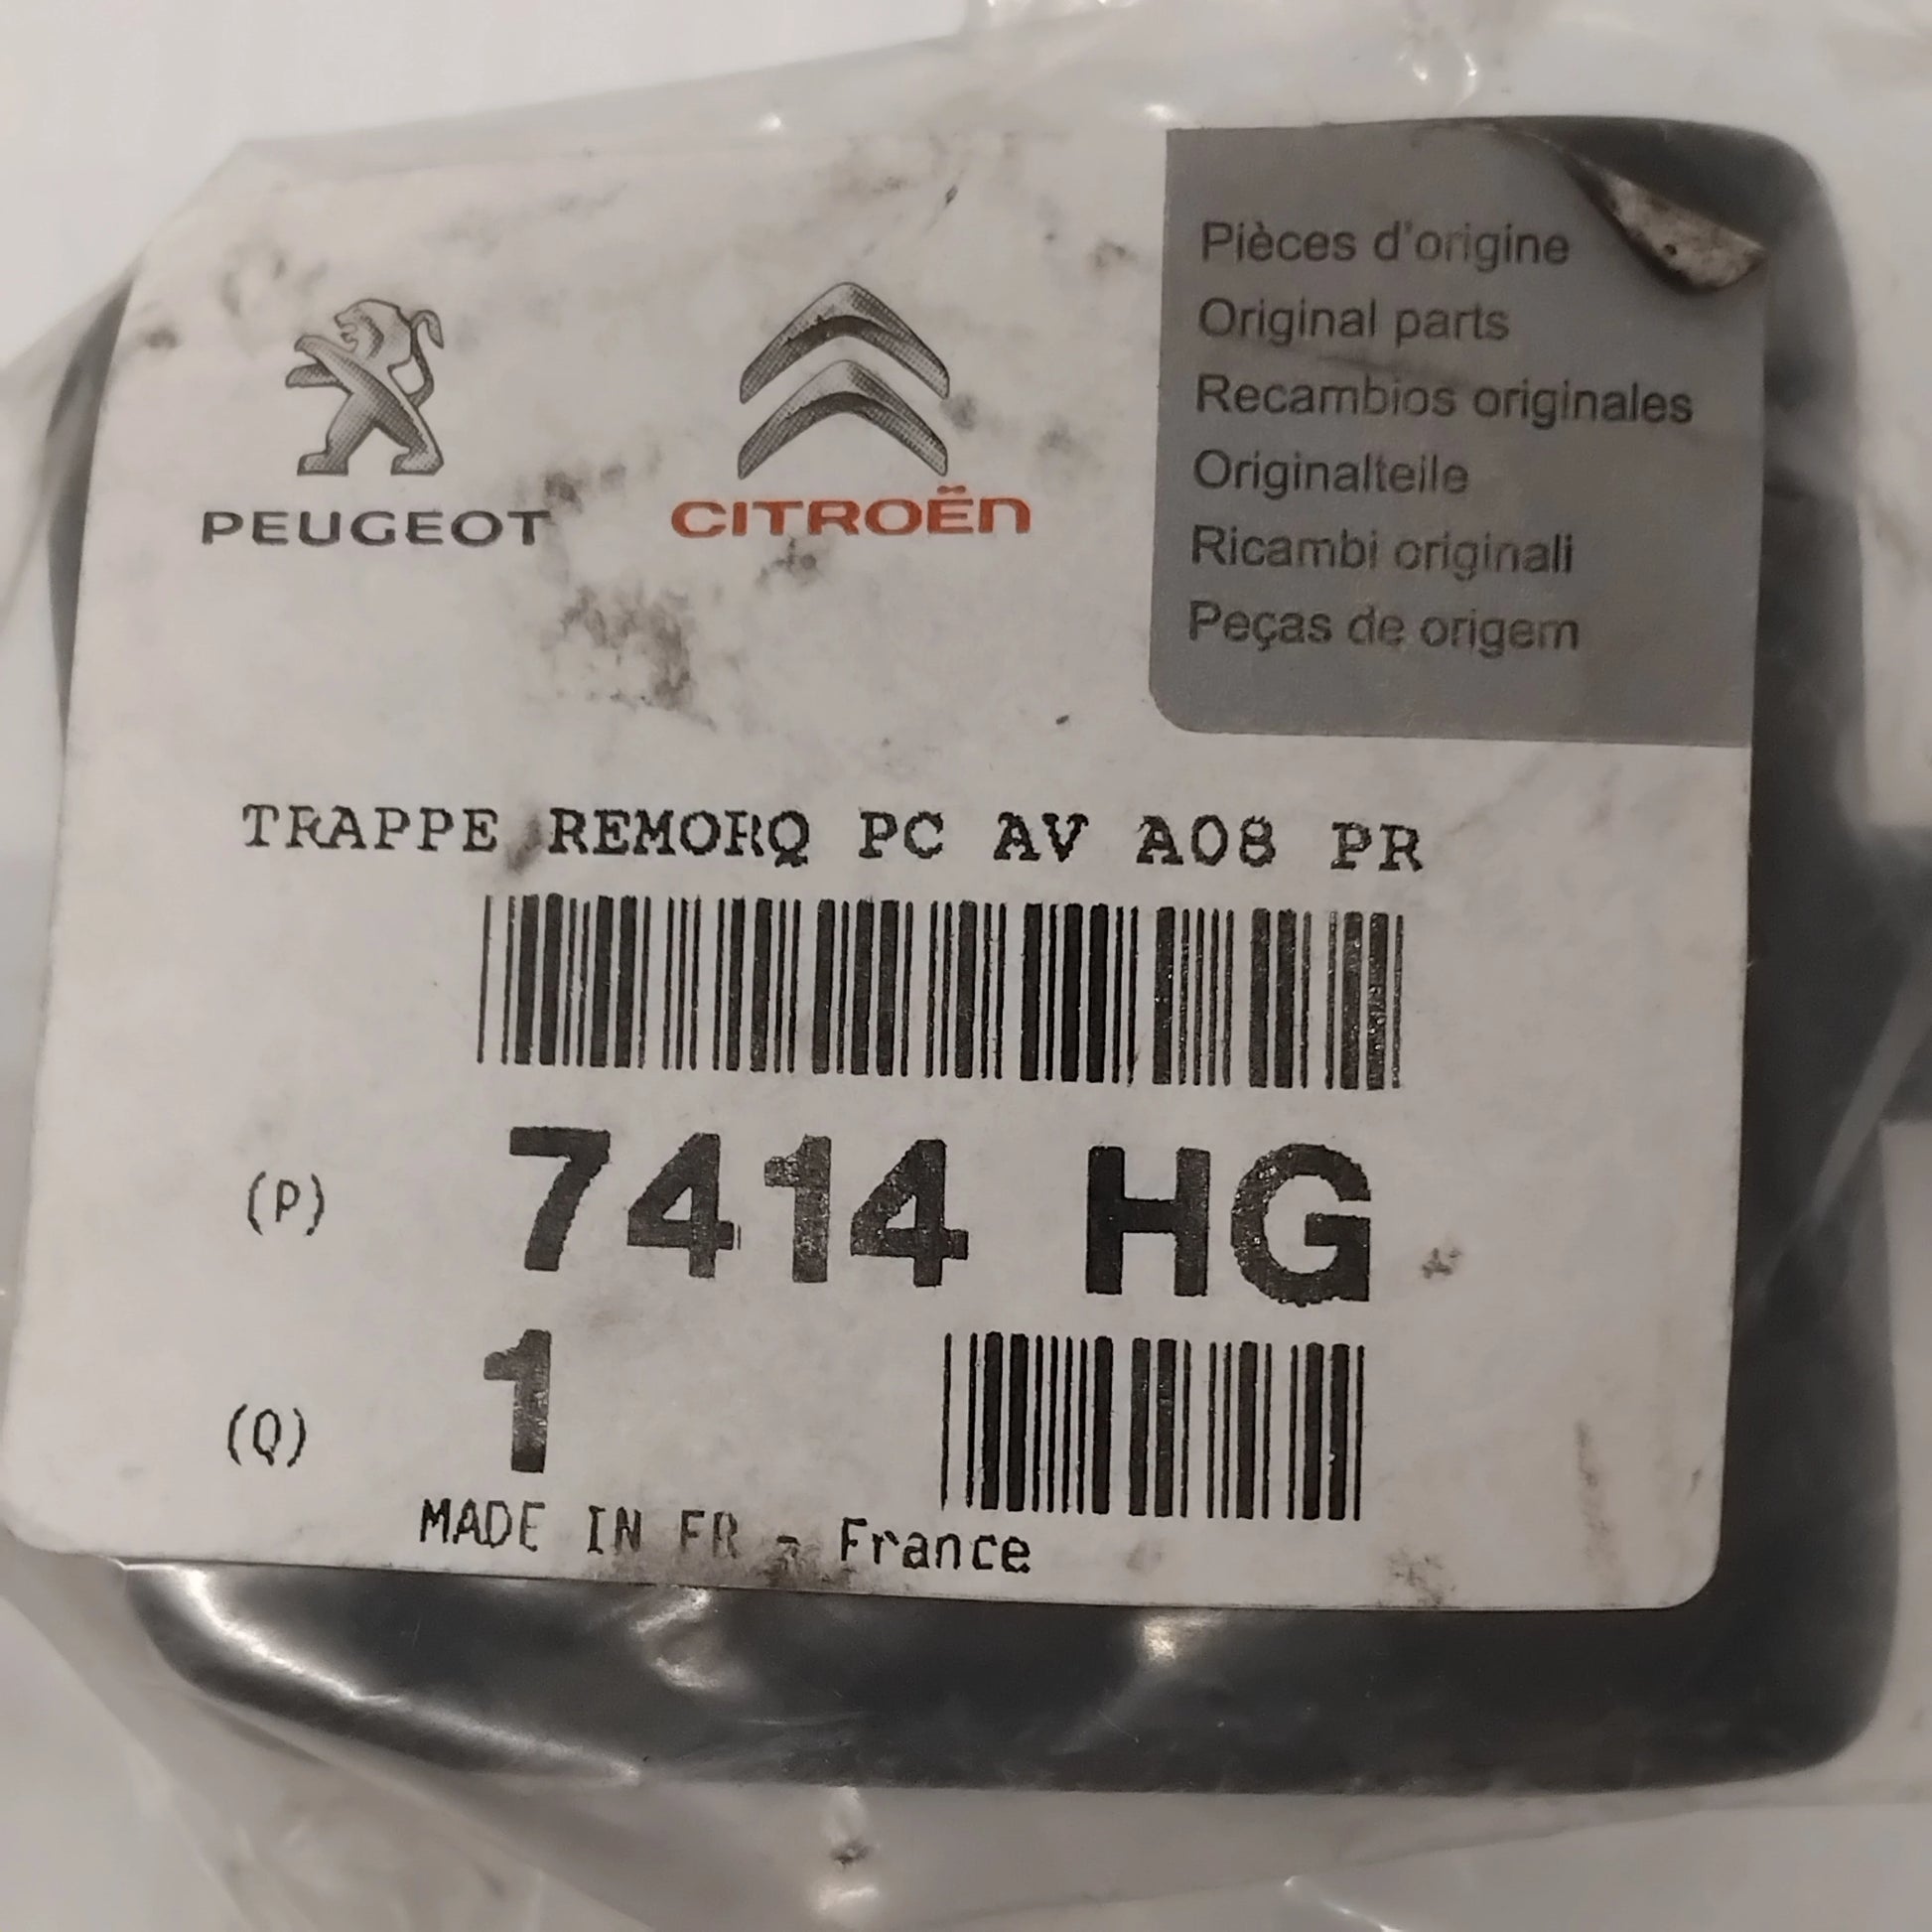 PEUGEOT
CITROËN
Pièces d'origine
Original parts
Recambios originales
Originalteile
Ricambi originali
Peças de origem
TRAPPE REMORQ PC AV A08 PR
(P) 7414 HG
(Q) 1
MADE IN FR - France